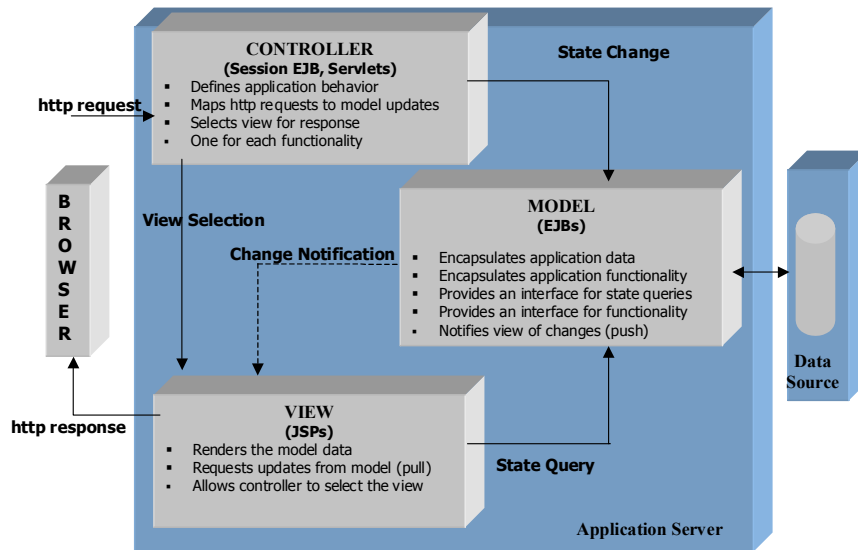 CONTROLLER
(Session EJB, Servlets)
▪ Defines application behavior
▪ Maps http requests to model updates
▪ Selects view for response
▪ One for each functionality
State Change
http request
B
R
O
W
S
E
R
View Selection
Change Notification
MODEL
(EJBs)
▪ Encapsulates application data
▪ Encapsulates application functionality
▪ Provides an interface for state queries
▪ Provides an interface for functionality
▪ Notifies view of changes (push)
Data
Source
http response
VIEW
(JSPs)
▪ Renders the model data
▪ Requests updates from model (pull)
▪ Allows controller to select the view
State Query
Application Server